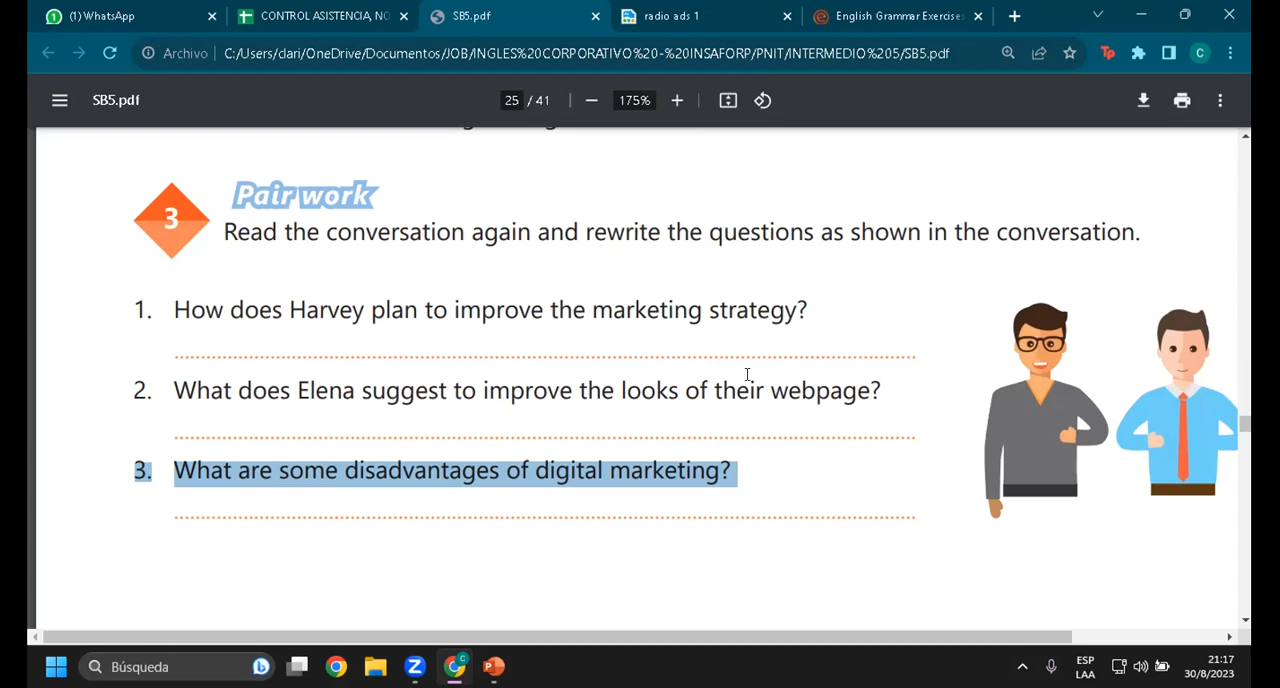 (1) WhatsApp
CONTROL ASISTENCIA, NO
SB5.pdf
radio ads 1
English Grammar Exercises
Archivo
C:/Users/clari/OneDrive/Documentos/JOB/INGLES%20CORPORATIVO%20-%20INSAFORP/PNIT/INTERMEDIO%205/SB5.pdf
C
SB5.pdf
25 / 41
175%
3
Pair work
Read the conversation again and rewrite the questions as shown in the conversation.
1. How does Harvey plan to improve the marketing strategy?
2. What does Elena suggest to improve the looks of their webpage?
3. What are some disadvantages of digital marketing?
Búsqueda
ESP
LAA
21:17
30/8/2023